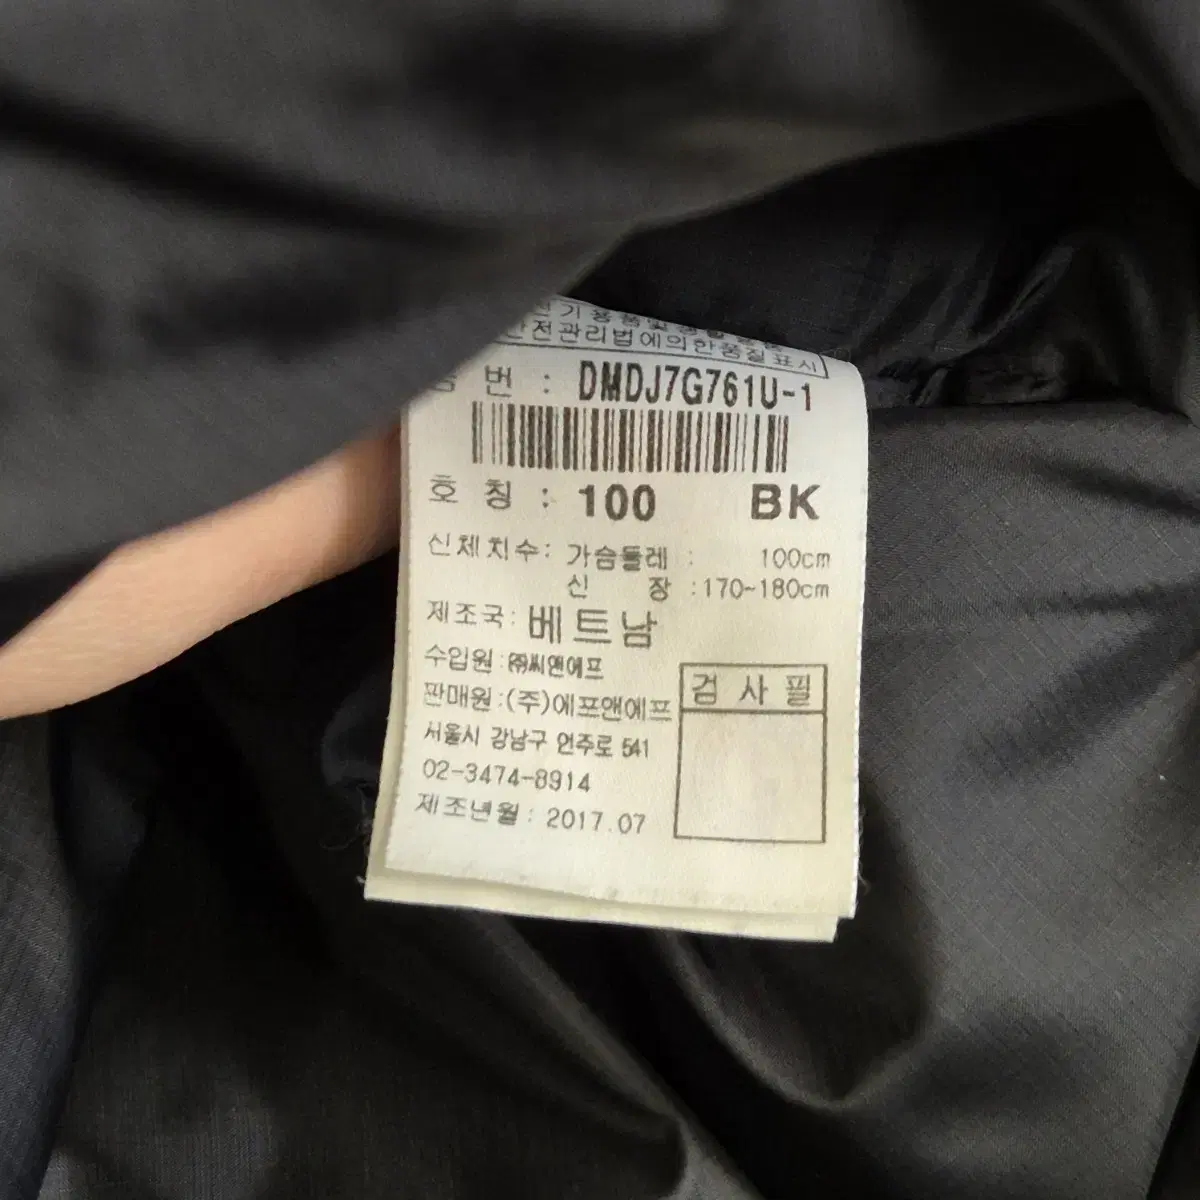 안전관리법에의한품질표시
품 번 : DMDJ7G761U-1
호 칭 : 100 BK
신체치수: 가슴둘레 : 100cm
신 장 :170~180cm
제조국: 베트남
수입원 :㈜씨앤에프
판매원 :(주)에프앤에프
서울시 강남구 언주로 541
02-3474-8914
제조년월: 2017.07
검 사 필